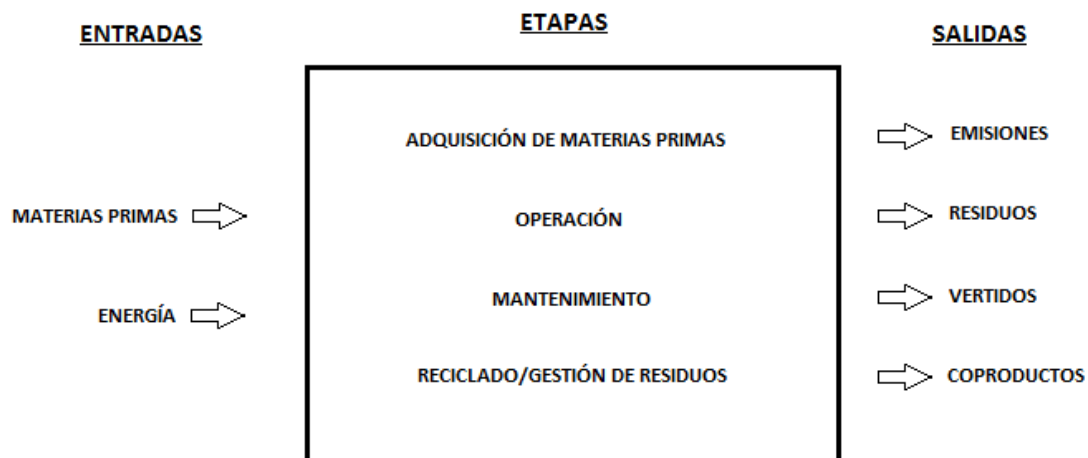 ENTRADAS
ETAPAS
SALIDAS
ADQUISICIÓN DE MATERIAS PRIMAS
EMISIONES
MATERIAS PRIMAS
OPERACIÓN
RESIDUOS
ENERGÍA
MANTENIMIENTO
VERTIDOS
RECICLADO/GESTIÓN DE RESIDUOS
COPRODUCTOS